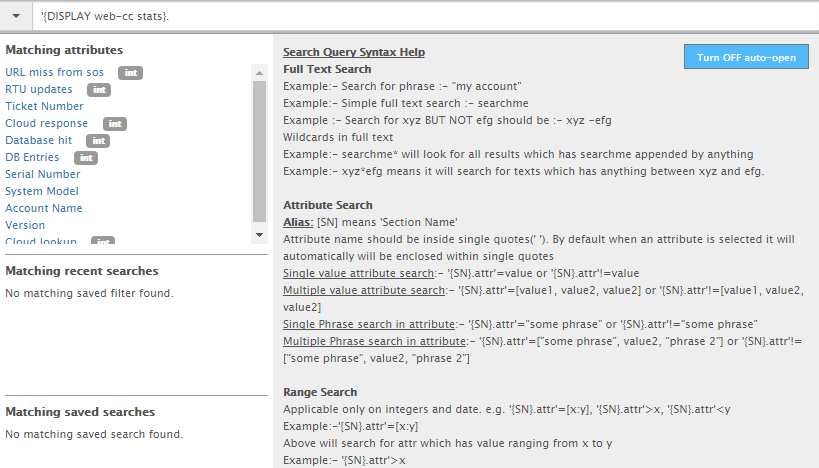 '{DISPLAY web-cc stats}.
Matching attributes
URL miss from sos int
RTU updates int
Ticket Number
Cloud response int
Database hit int
DB Entries int
Serial Number
System Model
Account Name
Version
Cloud lookup int
Matching recent searches
No matching saved filter found.
Matching saved searches
No matching saved search found.
Search Query Syntax Help
Turn OFF auto-open
Full Text Search
Example:- Search for phrase :- "my account"
Example:- Simple full text search :- searchme
Example :- Search for xyz BUT NOT efg should be :- xyz -efg
Wildcards in full text
Example:- searchme* will look for all results which has searchme appended by anything
Example:- xyz*efg means it will search for texts which has anything between xyz and efg.
Attribute Search
Alias: [SN] means 'Section Name'
Attribute name should be inside single quotes(' '). By default when an attribute is selected it will
automatically will be enclosed within single quotes
Single value attribute search:- '{SN}.attr'=value or '{SN}.attr'!=value
Multiple value attribute search:- '{SN}.attr'=[value1, value2, value2] or '{SN}.attr'!=[value1, value2,
value2]
Single Phrase search in attribute:- '{SN}.attr'="some phrase" or '{SN}.attr'!="some phrase"
Multiple Phrase search in attribute:- '{SN}.attr'=["some phrase", value2, "phrase 2"] or '{SN}.attr'!=
["some phrase", value2, "phrase 2"]
Range Search
Applicable only on integers and date. e.g. '{SN}.attr'=[x:y], '{SN}.attr'>x, '{SN}.attr'<y
Example:-'{SN}.attr'=[x:y]
Above will search for attr which has value ranging from x to y
Example:- '{SN}.attr'>x